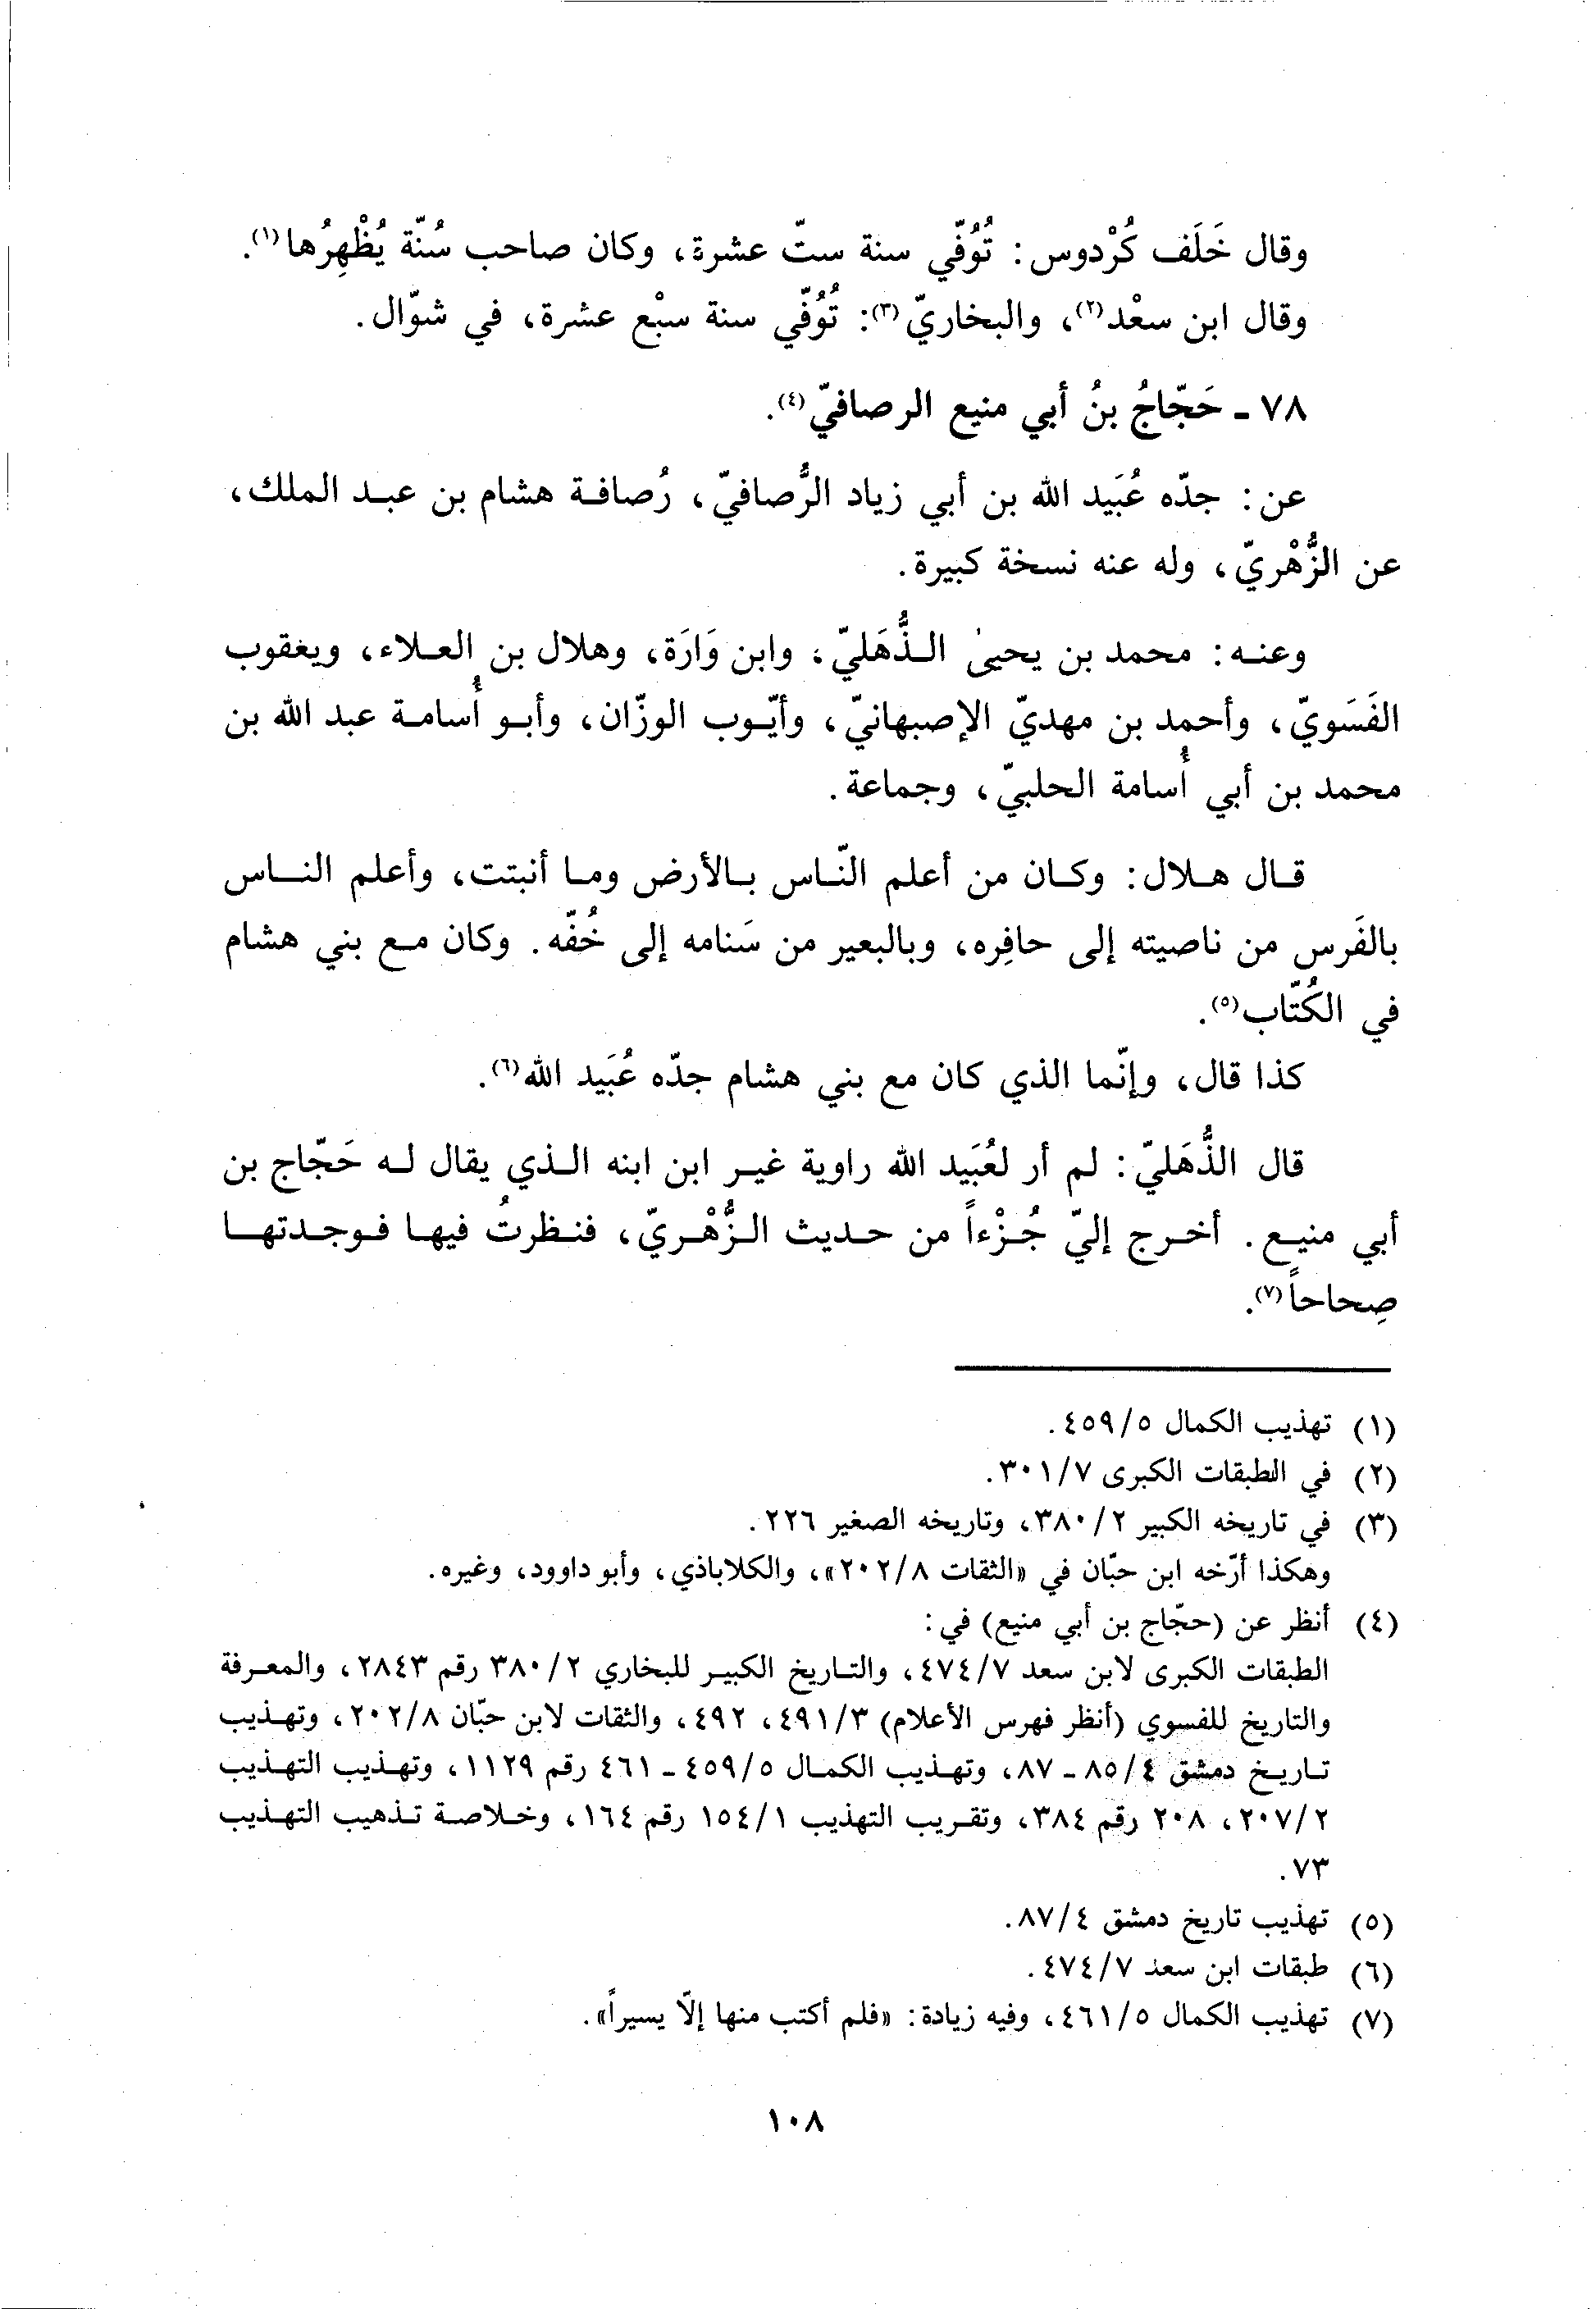 وقال خَلَف كُرْدوس: تُوُفّي سنة ستّ عشرة، وكان صاحب سُنّة يُظْهِرُها(١).
وقال ابن سعْد(٢)، والبخاريّ(٣): تُوُفّي سنة سبْع عشرة، في شوّال.
٧٨ - حَجّاجُ بنُ أبي منيع الرصافيّ(٤).
عن: جدّه عُبَيد الله بن أبي زياد الرُّصافيّ، رُصافة هشام بن عبد الملك،
عن الزُّهْريّ، وله عنه نسخة كبيرة.
وعنه: محمد بن يحيىٰ الذُّهَليّ، وابن وَارَة، وهلال بن العلاء، ويعقوب
الفَسَويّ، وأحمد بن مهديّ الإصبهانيّ، وأيّوب الوزّان، وأبو أُسامة عبد الله بن
محمد بن أبي أُسامة الحلبيّ، وجماعة.
قال هلال: وكان من أعلم النّاس بالأرض وما أنبتت، وأعلم الناس
بالفَرس من ناصيته إلى حافِره، وبالبعير من سَنامه إلى خُفّه. وكان مع بني هشام
في الكُتّاب(٥).
كذا قال، وإنّما الذي كان مع بني هشام جدّه عُبَيد الله(٦).
قال الذُّهَليّ: لم أر لعُبَيد الله راوية غير ابن ابنه الذي يقال له حَجّاج بن
أبي منيع. أخرج إليّ جُزْءاً من حديث الزُّهْريّ، فنظرتُ فيها فوجدتها
صِحاحاً(٧).
(١) تهذيب الكمال ٤٥٩/٥.
(٢) في الطبقات الكبرى ٣٠١/٧.
(٣) في تاريخه الكبير ٣٨٠/٢، وتاريخه الصغير ٢٢٦.
وهكذا أرّخه ابن حبّان في «الثقات ٢٠٢/٨»، والكلاباذي، وأبو داوود، وغيره.
(٤) أنظر عن (حجّاج بن أبي منيع) في:
الطبقات الكبرى لابن سعد ٤٧٤/٧، والتاريخ الكبير للبخاري ٣٨٠/٢ رقم ٢٨٤٣، والمعرفة
والتاريخ للفسوي (أنظر فهرس الأعلام) ٤٩١/٣، ٤٩٢، والثقات لابن حبّان ٢٠٢/٨، وتهذيب
تاريخ دمشق ٨٥/٤ - ٨٧، وتهذيب الكمال ٤٥٩/٥ - ٤٦١ رقم ١١٢٩، وتهذيب التهذيب
٢٠٧/٢، ٢٠٨ رقم ٣٨٤، وتقريب التهذيب ١٥٤/١ رقم ١٦٤، وخلاصة تذهيب التهذيب
٧٣.
(٥) تهذيب تاريخ دمشق ٨٧/٤.
(٦) طبقات ابن سعد ٤٧٤/٧.
(٧) تهذيب الكمال ٤٦١/٥، وفيه زيادة: «فلم أكتب منها إلّا يسيراً».
١٠٨